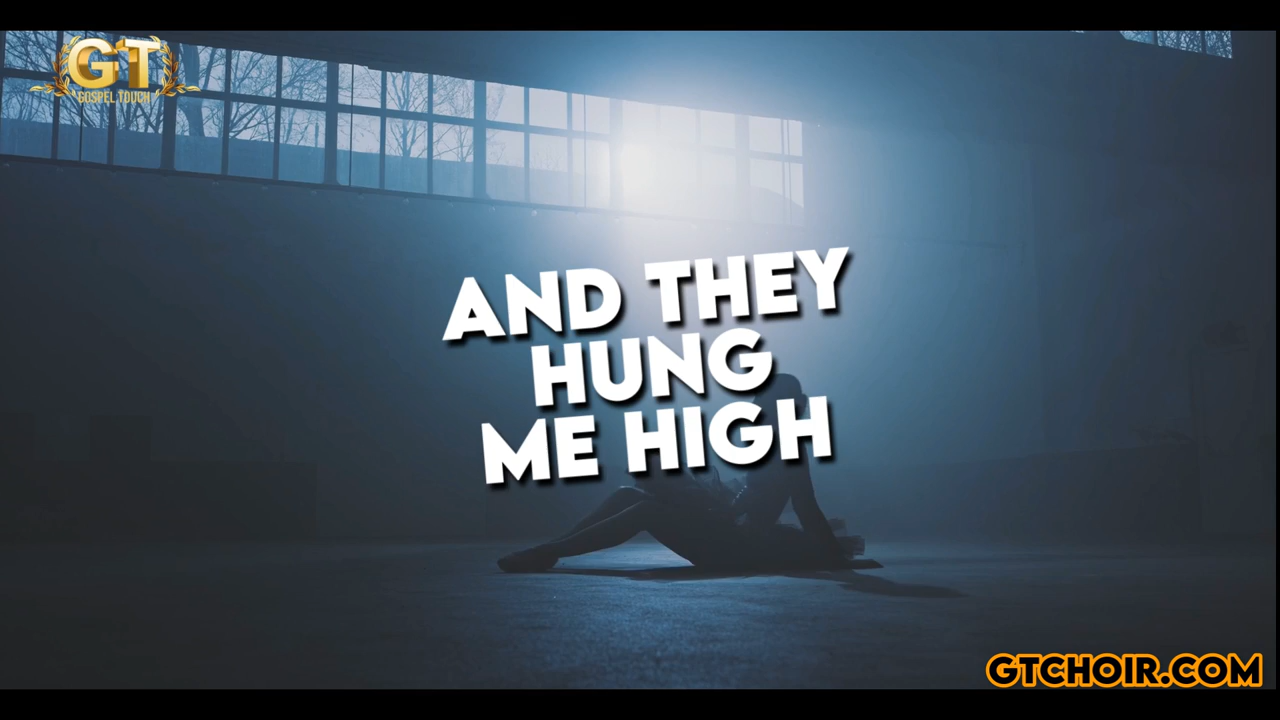 GT
GOSPEL TOUCH
AND THEY
HUNG
ME HIGH
GTCHOIR.COM